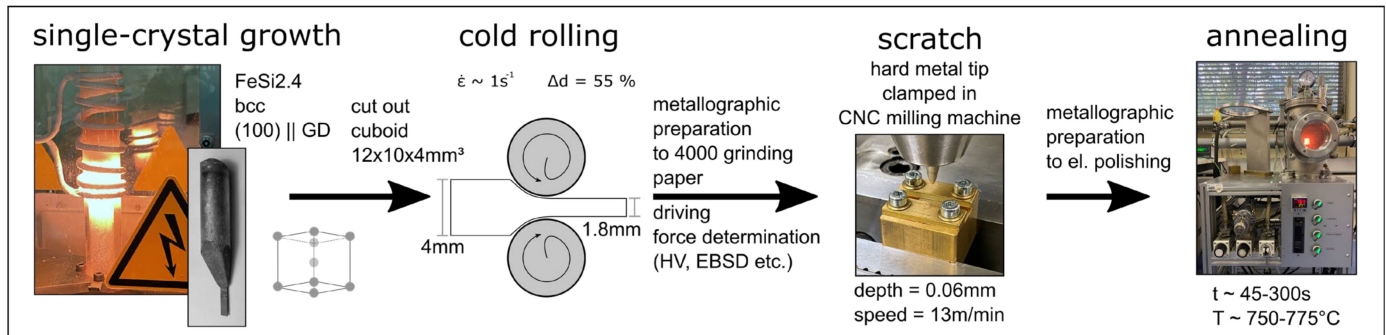 single-crystal growth
FeSi2.4
bcc
(100) || GD
cut out
cuboid
12x10x4mm³
cold rolling
ε̇ ~ 1s⁻¹ Δd = 55 %
4mm
1.8mm
metallographic
preparation
to 4000 grinding
paper
driving
force determination
(HV, EBSD etc.)
scratch
hard metal tip
clamped in
CNC milling machine
depth = 0.06mm
speed = 13m/min
metallographic
preparation
to el. polishing
annealing
t ~ 45-300s
T ~ 750-775°C